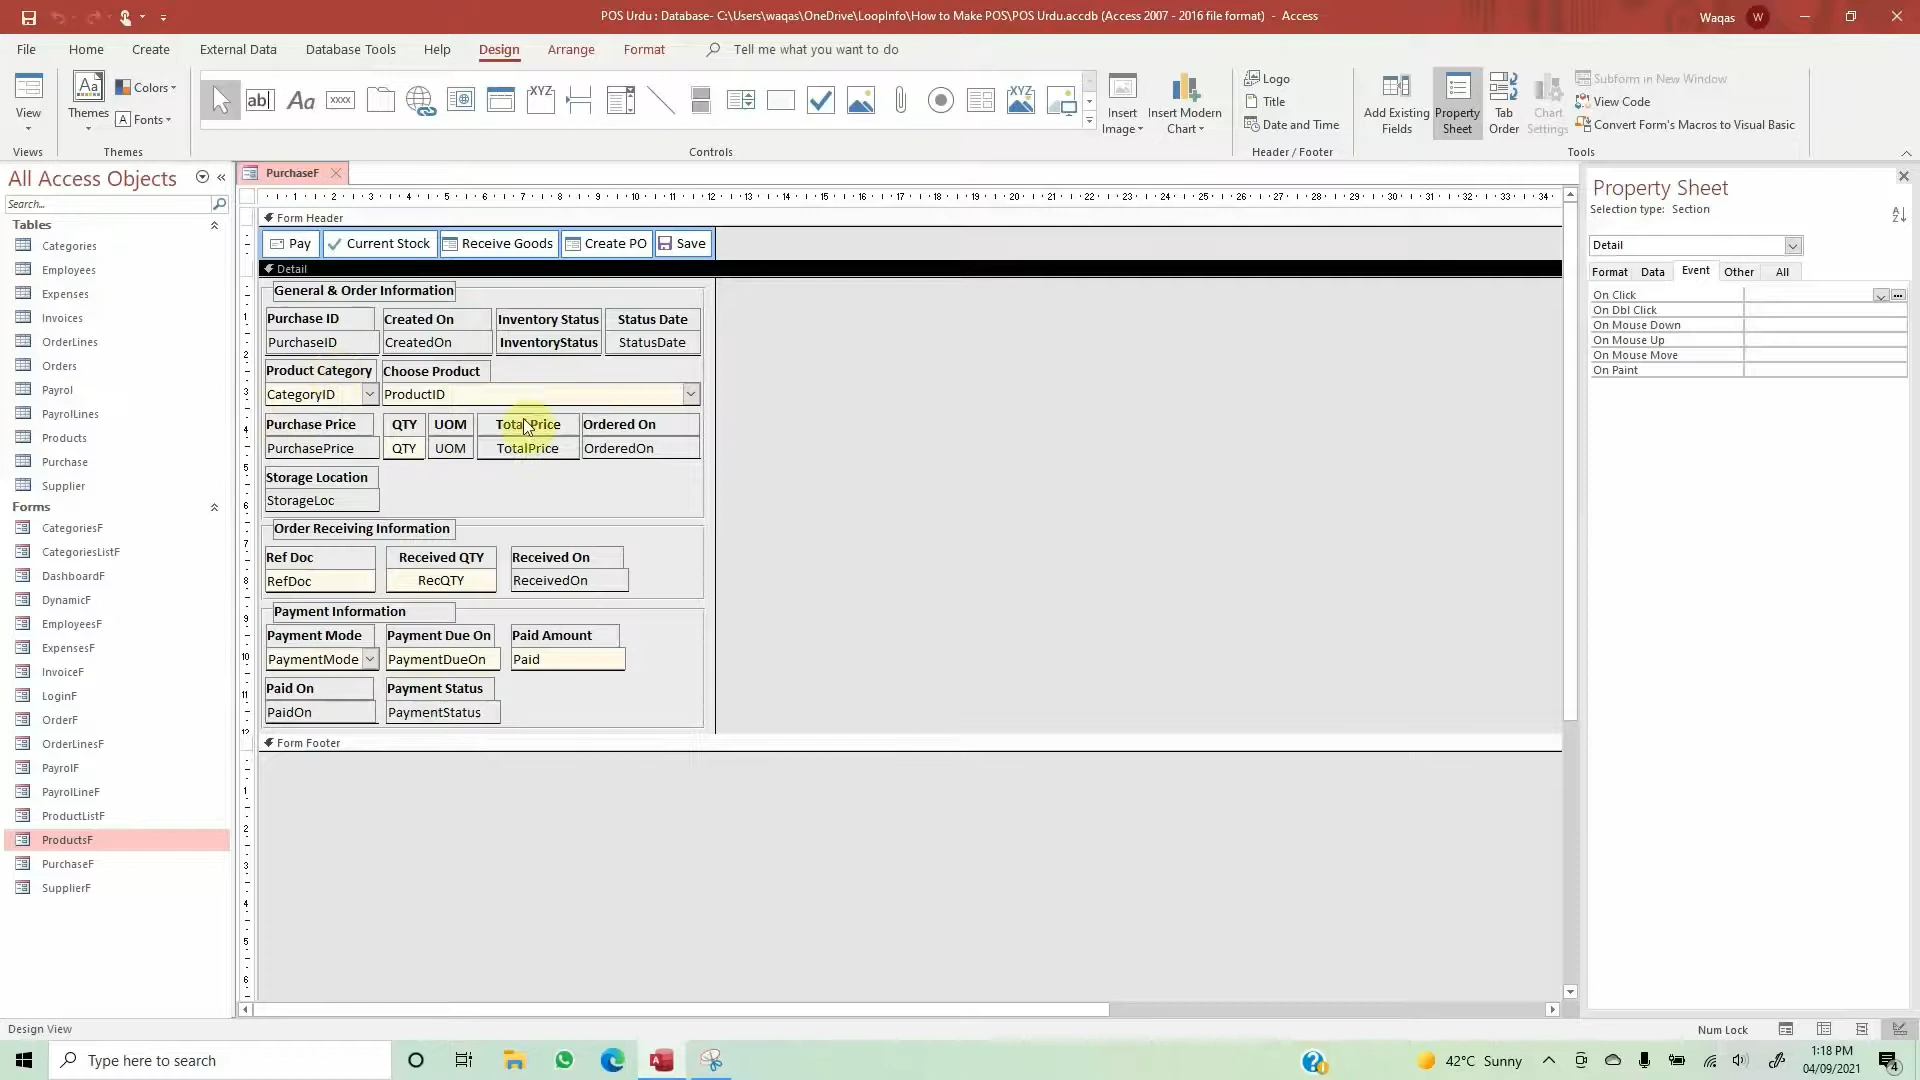 POS Urdu : Database- C:\Users\waqas\OneDrive\LoopInfo\How to Make POS\POS Urdu.accdb (Access 2007 - 2016 file format) - Access
Waqas W
File Home Create External Data Database Tools Help Design Arrange Format Tell me what you want to do
View
Views
Themes
Colors
Fonts
Themes
Controls
Insert Image
Insert Modern Chart
Logo
Title
Date and Time
Header / Footer
Add Existing Fields
Property Sheet
Tab Order
Chart Settings
Subform in New Window
View Code
Convert Form's Macros to Visual Basic
Tools
All Access Objects
Search...
Tables
Categories
Employees
Expenses
Invoices
OrderLines
Orders
Payrol
PayrolLines
Products
Purchase
Supplier
Forms
CategoriesF
CategoriesListF
DashboardF
DynamicF
EmployeesF
ExpensesF
InvoiceF
LoginF
OrderF
OrderLinesF
PayrolF
PayrolLineF
ProductListF
ProductsF
PurchaseF
SupplierF
PurchaseF
Form Header
Pay Current Stock Receive Goods Create PO Save
Detail
General & Order Information
Purchase ID Created On Inventory Status Status Date
PurchaseID CreatedOn InventoryStatus StatusDate
Product Category Choose Product
CategoryID ProductID
Purchase Price QTY UOM Total Price Ordered On
PurchasePrice QTY UOM TotalPrice OrderedOn
Storage Location
StorageLoc
Order Receiving Information
Ref Doc Received QTY Received On
RefDoc RecQTY ReceivedOn
Payment Information
Payment Mode Payment Due On Paid Amount
PaymentMode PaymentDueOn Paid
Paid On Payment Status
PaidOn PaymentStatus
Form Footer
Property Sheet
Selection type: Section
Detail
Format Data Event Other All
On Click
On Dbl Click
On Mouse Down
On Mouse Up
On Mouse Move
On Paint
Design View
Num Lock
Type here to search
42°C Sunny
1:18 PM
04/09/2021